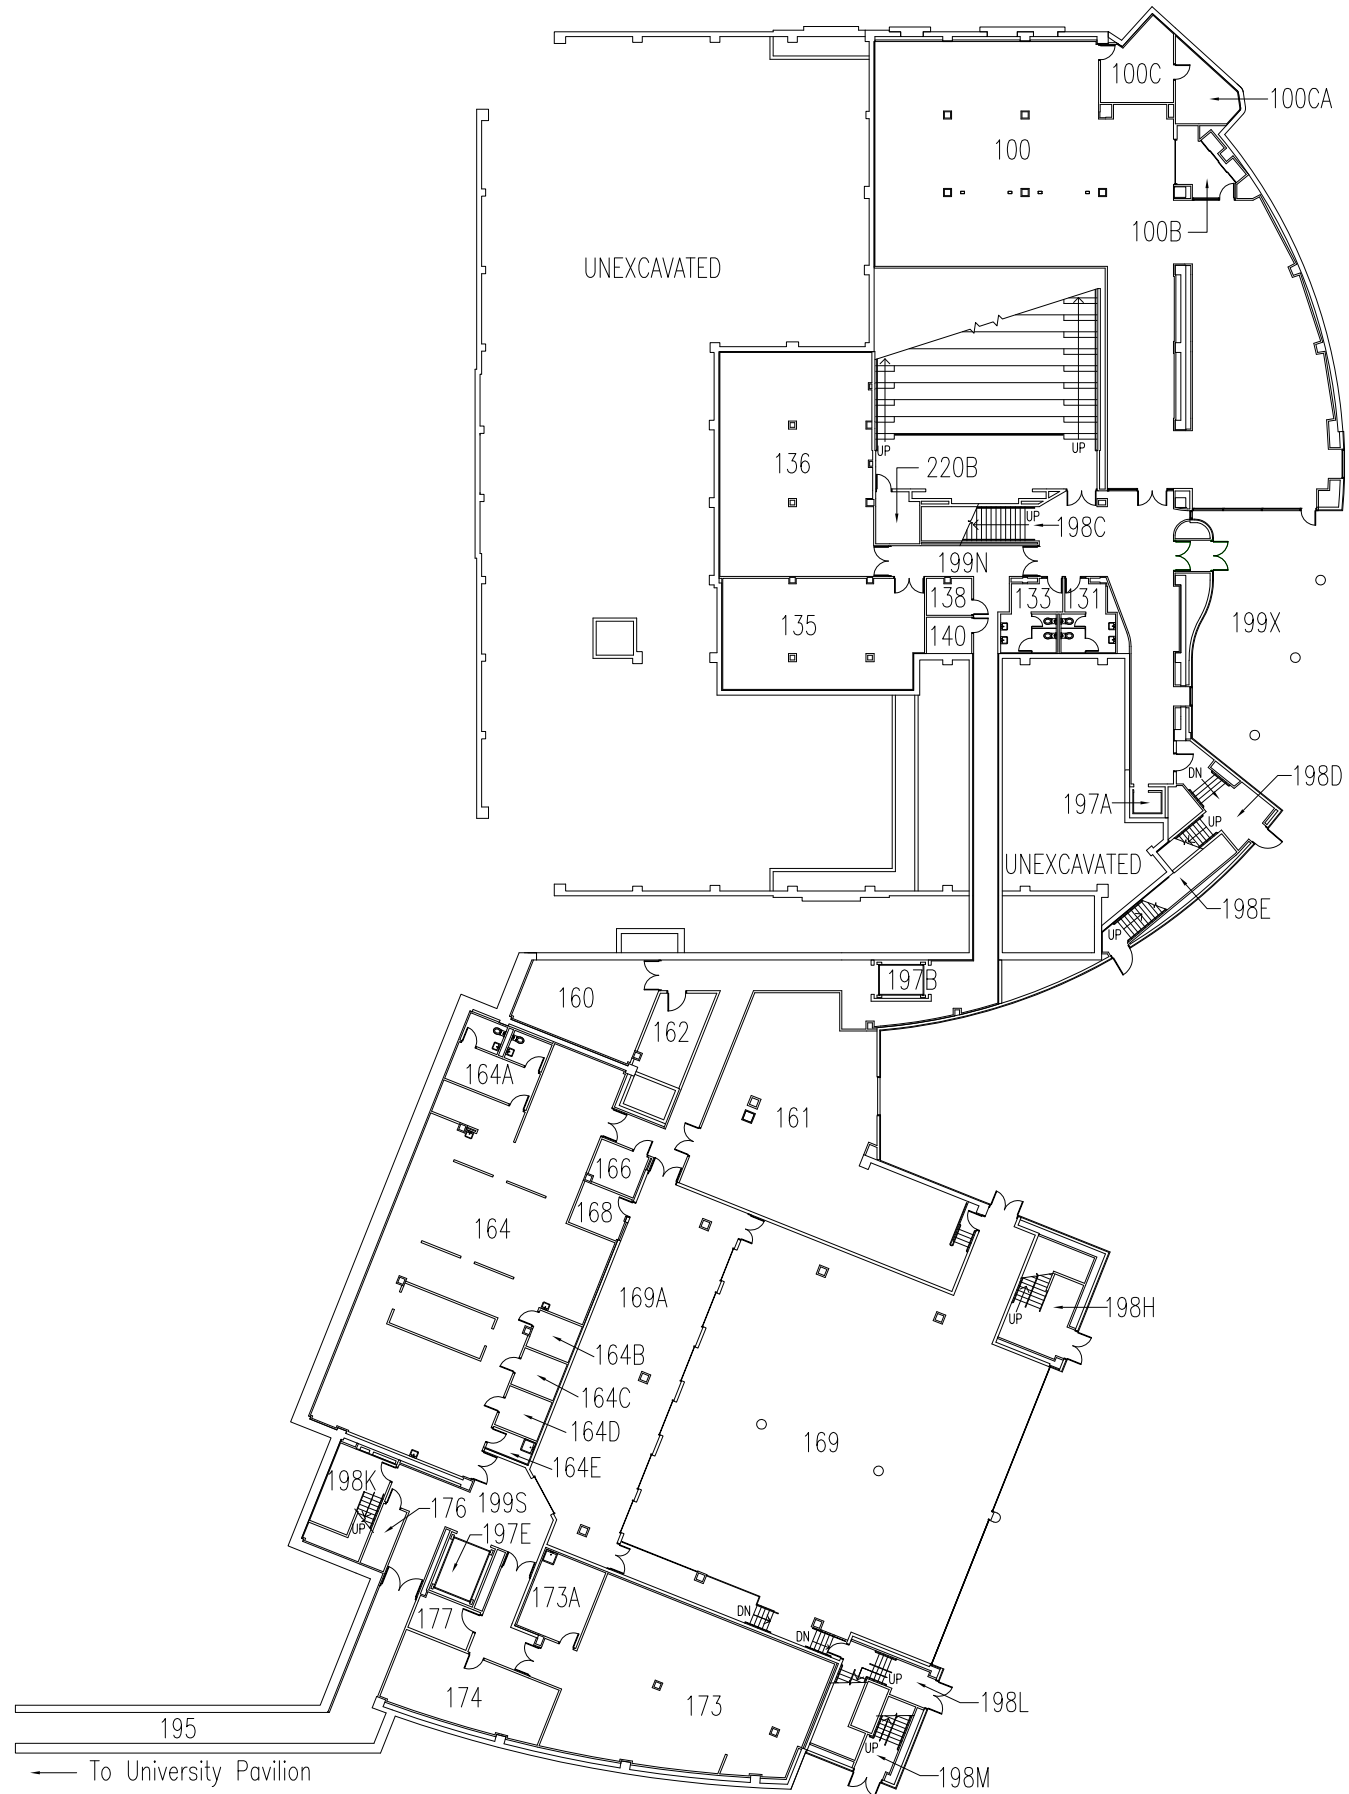 100C
100CA
100
100B
UNEXCAVATED
136
UP
UP
220B
UP
198C
199N
138
133
131
135
140
199X
DN
198D
197A
UP
UNEXCAVATED
198E
UP
197B
160
162
164A
161
166
168
164
169A
198H
UP
164B
164C
164D
169
164E
198K
199S
176
UP
197E
173A
177
DN
DN
UP
174
173
198L
195
UP
198M
To University Pavilion